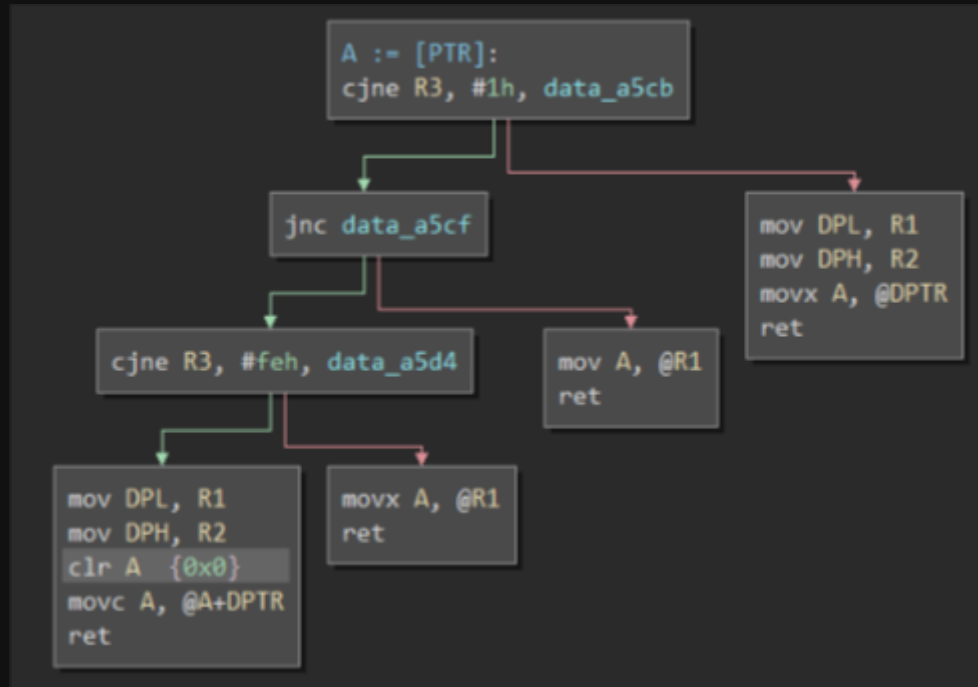 A := [PTR]:
cjne R3, #1h, data_a5cb
jnc data_a5cf
mov DPL, R1
mov DPH, R2
movx A, @DPTR
ret
cjne R3, #feh, data_a5d4
mov A, @R1
ret
mov DPL, R1
mov DPH, R2
clr A {0x0}
movc A, @A+DPTR
ret
movx A, @R1
ret